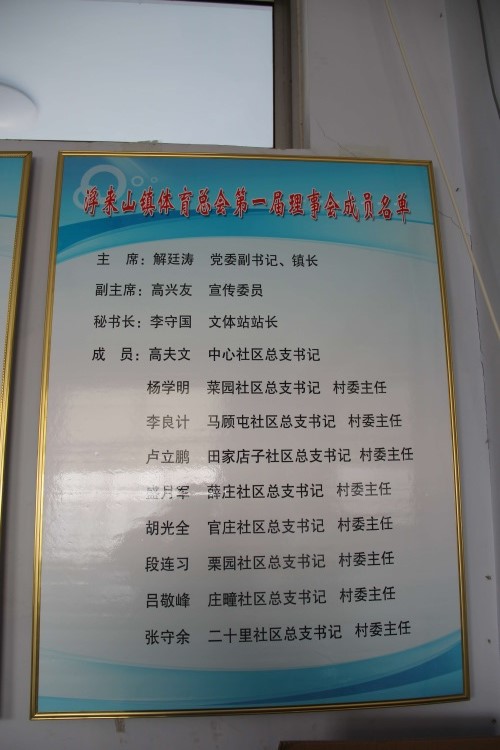 浮来山镇体育总会第一届理事会成员名单
主 席：解廷涛 党委副书记、镇长
副主席：高兴友 宣传委员
秘书长：李守国 文体站站长
成 员：高夫文 中心社区总支书记
杨学明 菜园社区总支书记 村委主任
李良计 马顾屯社区总支书记 村委主任
卢立鹏 田家店子社区总支书记 村委主任
盛月军 薛庄社区总支书记 村委主任
胡光全 官庄社区总支书记 村委主任
段连习 栗园社区总支书记 村委主任
吕敬峰 庄疃社区总支书记 村委主任
张守余 二十里社区总支书记 村委主任